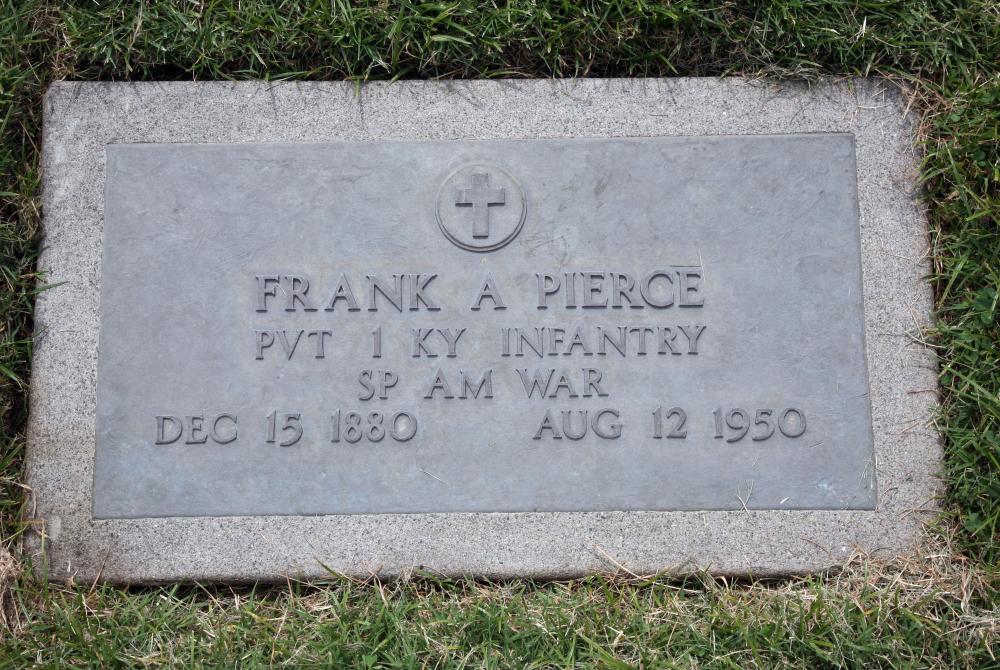 FRANK A PIERCE
PVT 1 KY INFANTRY
SP AM WAR
DEC 15 1880 AUG 12 1950